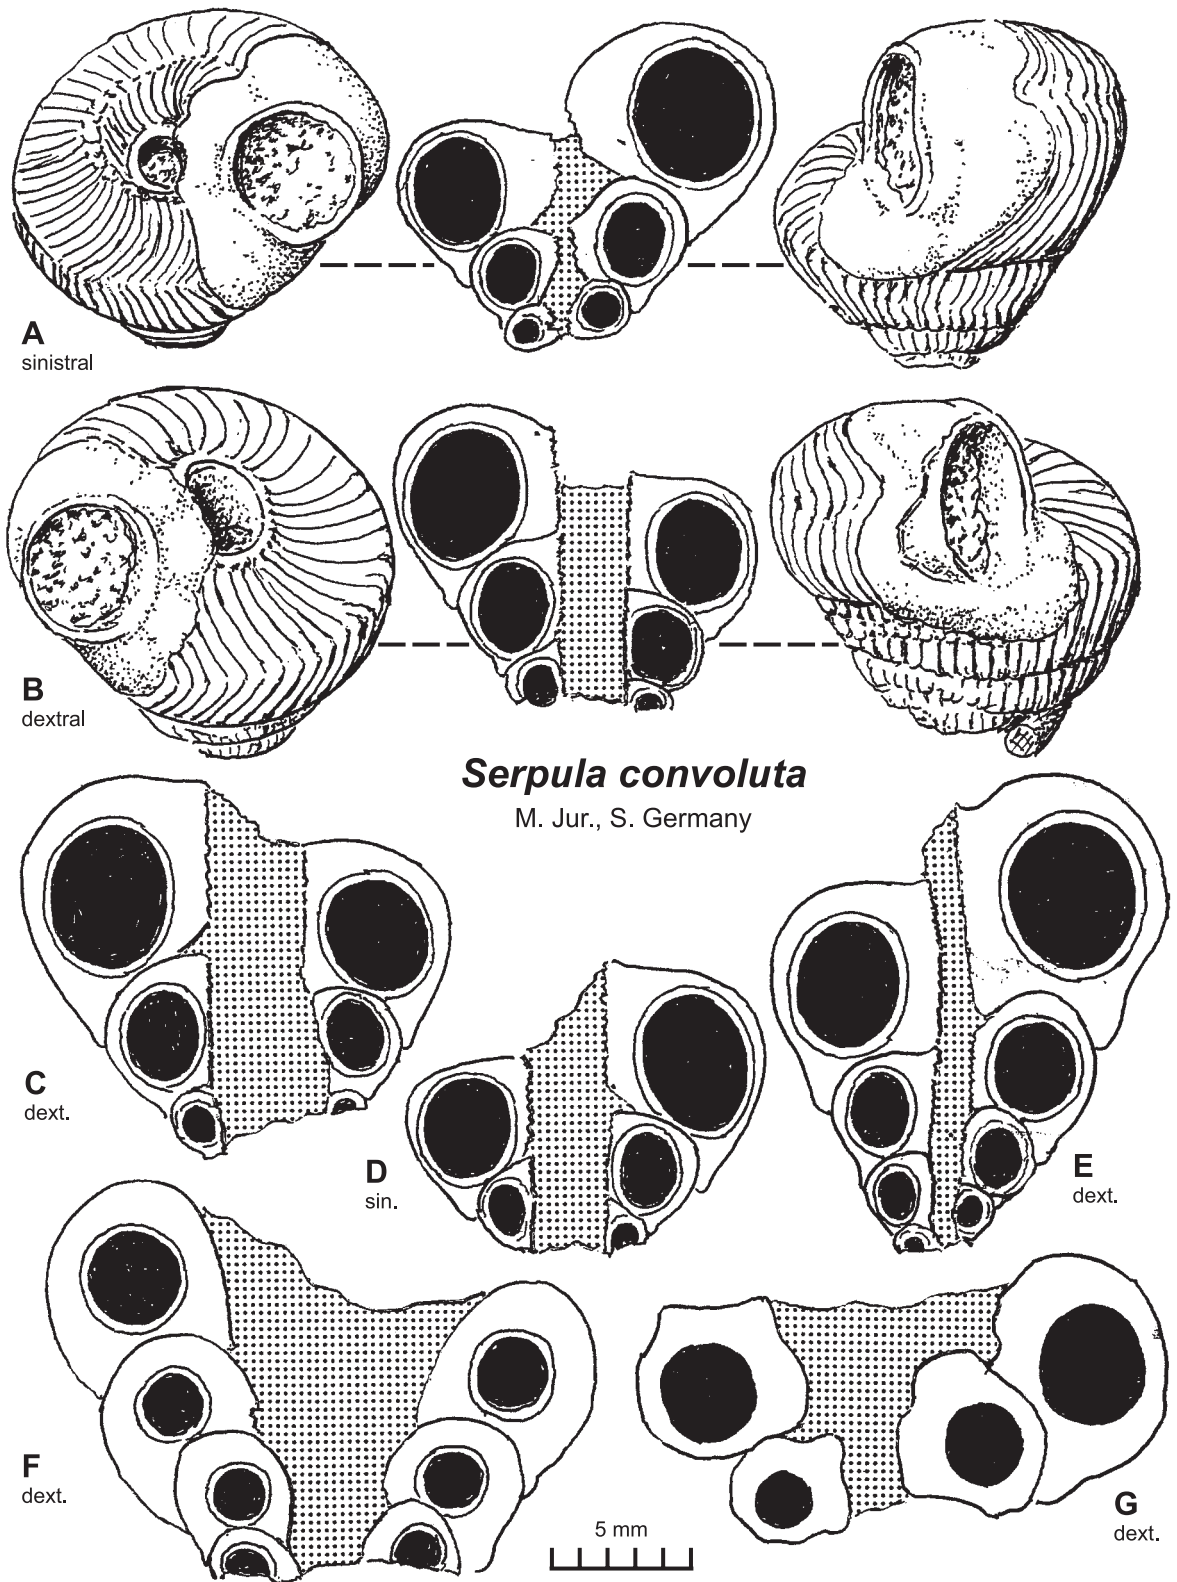 A
sinistral
B
dextral
Serpula convoluta
M. Jur., S. Germany
C
dext.
D
sin.
E
dext.
F
dext.
5 mm
G
dext.